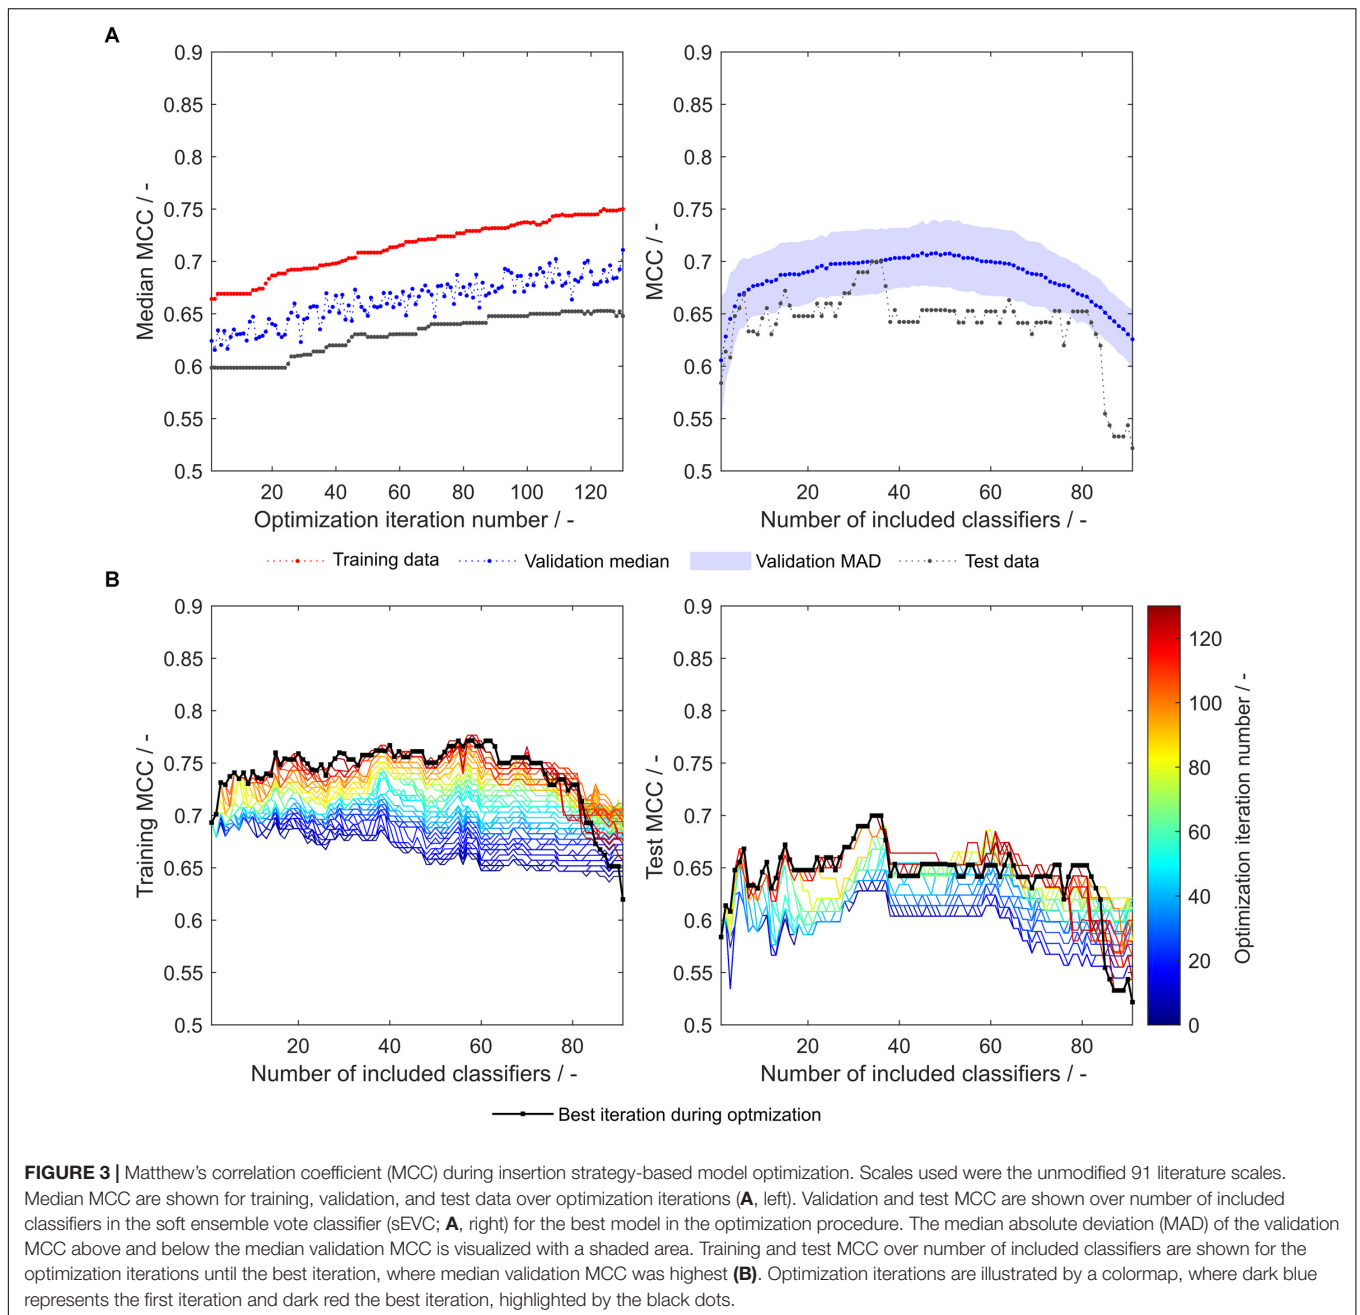 A
0.9
0.85
0.8
0.75
0.7
0.65
0.6
0.55
0.5
Median MCC / -
20 40 60 80 100 120
Optimization iteration number / -
0.9
0.85
0.8
0.75
0.7
0.65
0.6
0.55
0.5
MCC / -
20 40 60 80
Number of included classifiers / -
Training data Validation median Validation MAD Test data
B
0.9
0.85
0.8
0.75
0.7
0.65
0.6
0.55
0.5
Training MCC / -
20 40 60 80
Number of included classifiers / -
0.9
0.85
0.8
0.75
0.7
0.65
0.6
0.55
0.5
Test MCC / -
20 40 60 80
Number of included classifiers / -
120
100
80
60
40
20
0
Optimization iteration number / -
Best iteration during optmization
FIGURE 3 | Matthew's correlation coefficient (MCC) during insertion strategy-based model optimization. Scales used were the unmodified 91 literature scales.
Median MCC are shown for training, validation, and test data over optimization iterations (A, left). Validation and test MCC are shown over number of included
classifiers in the soft ensemble vote classifier (sEVC; A, right) for the best model in the optimization procedure. The median absolute deviation (MAD) of the validation
MCC above and below the median validation MCC is visualized with a shaded area. Training and test MCC over number of included classifiers are shown for the
optimization iterations until the best iteration, where median validation MCC was highest (B). Optimization iterations are illustrated by a colormap, where dark blue
represents the first iteration and dark red the best iteration, highlighted by the black dots.